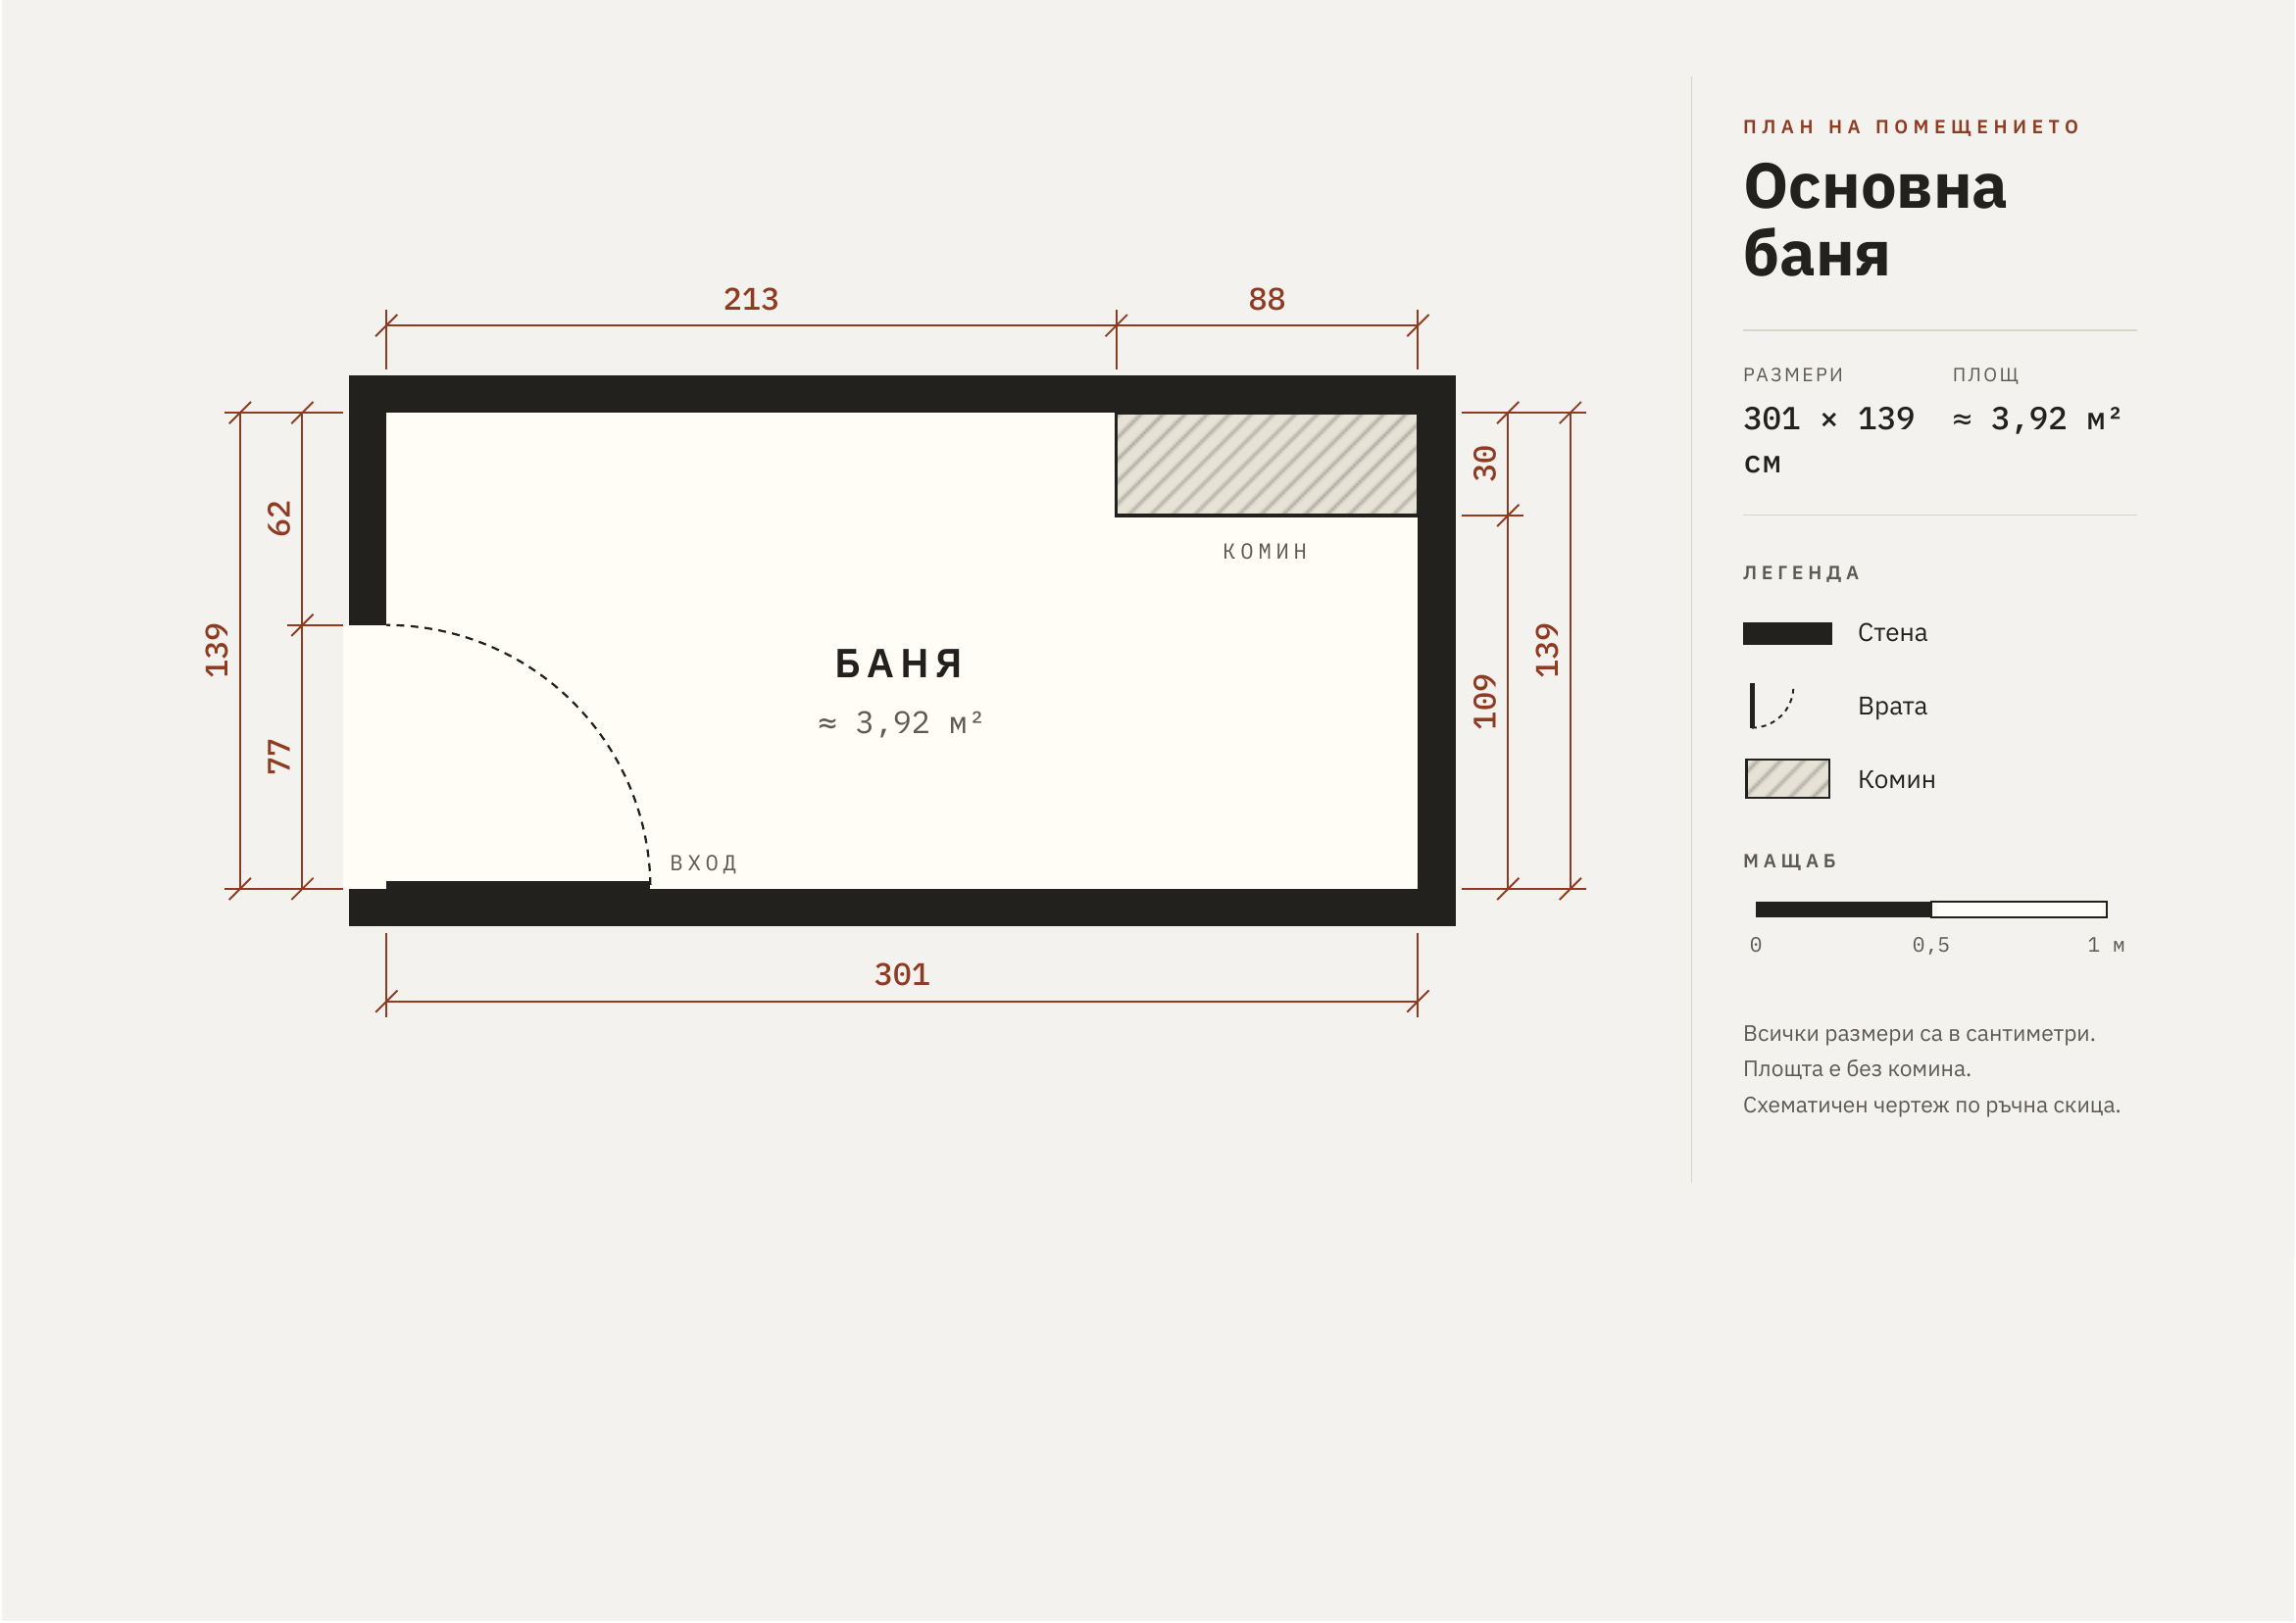 ПЛАН НА ПОМЕЩЕНИЕТО
Основна
баня
РАЗМЕРИ ПЛОЩ
301 × 139 ≈ 3,92 м²
см
ЛЕГЕНДА
Стена
Врата
Комин
МАЩАБ
0 0,5 1 м
Всички размери са в сантиметри.
Площта е без комина.
Схематичен чертеж по ръчна скица.
213 88
30
62
КОМИН
139
139
БАНЯ
109
≈ 3,92 м²
77
ВХОД
301